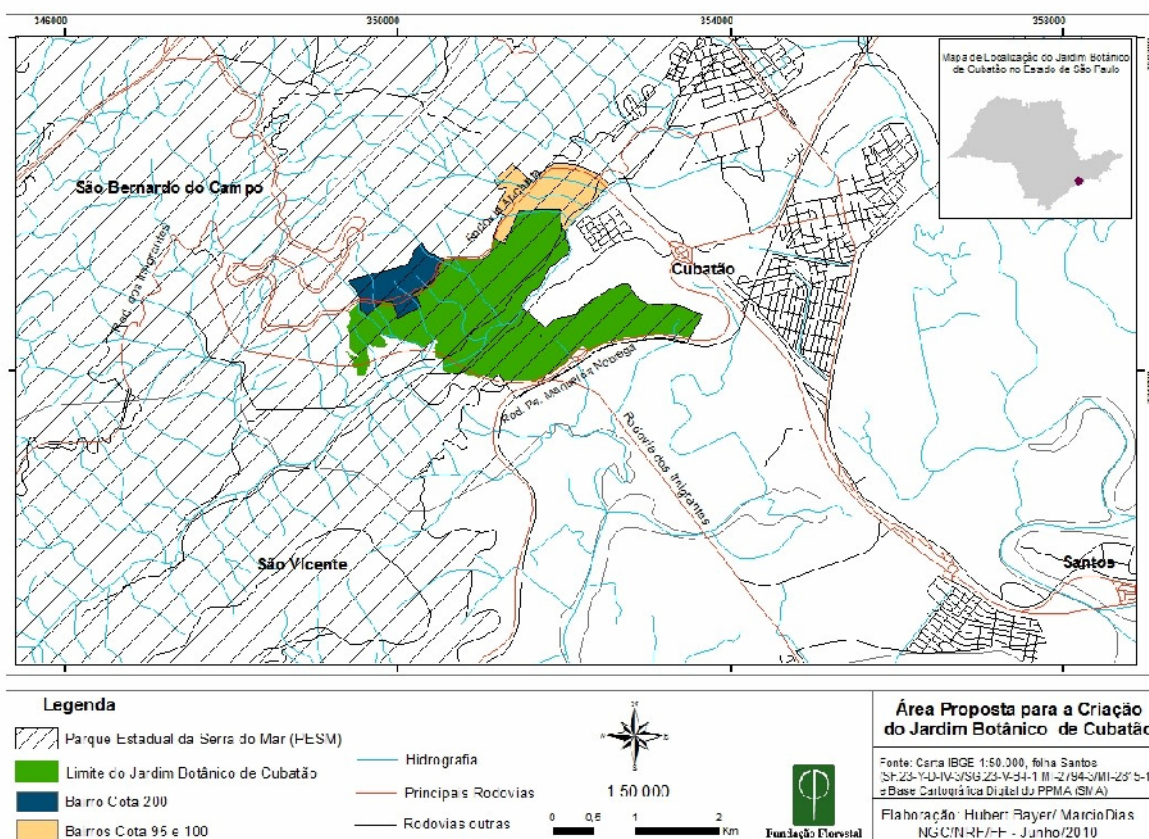 350000
354000
Mapa de Localização do Jardim Botânico
de Cubatão no Estado de São Paulo
São Bernardo do Campo
Rod. dos Imigrantes
Cubatão
Rodovia dos Imigrantes
São Vicente
Santos
Legenda
Parque Estadual da Serra do Mar (PESM)
Limite do Jardim Botânico de Cubatão
Bairro Cota 200
Bairros Cota 95 e 100
Hidrografia
Principais Rodovias
Rodovias outras
1:50.000
0 0,5 1 2
Km
Fundação Florestal
Área Proposta para a Criação
do Jardim Botânico de Cubatão
Fonte: Carta IBGE 1:50.000, folha Santos
e Base Cartográfica Digital do PPMA (SMA)
Elaboração: Hubert Bayer/ Marcio Dias
NGC/NRF/FF - Junho/2010